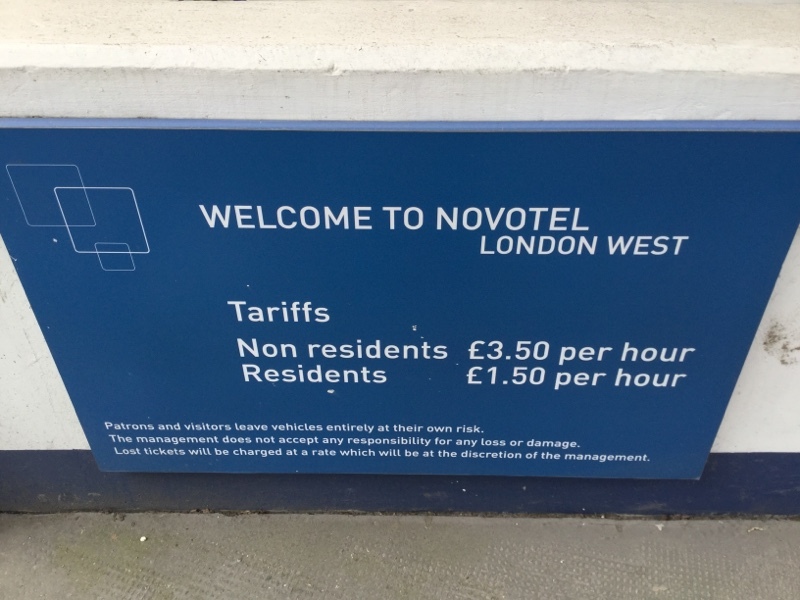 WELCOME TO NOVOTEL
LONDON WEST
Tariffs
Non residents £3.50 per hour
Residents £1.50 per hour
Patrons and visitors leave vehicles entirely at their own risk.
The management does not accept any responsibility for any loss or damage.
Lost tickets will be charged at a rate which will be at the discretion of the management.